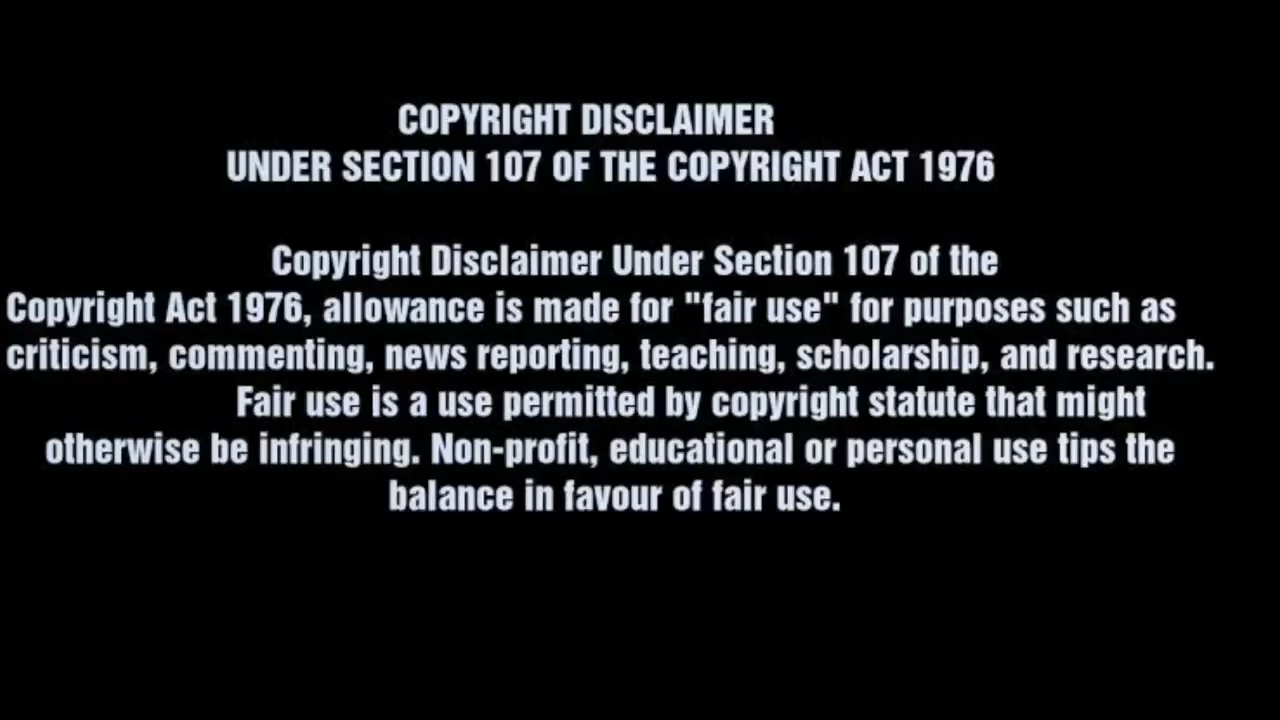 COPYRIGHT DISCLAIMER
UNDER SECTION 107 OF THE COPYRIGHT ACT 1976
Copyright Disclaimer Under Section 107 of the
Copyright Act 1976, allowance is made for "fair use" for purposes such as
criticism, commenting, news reporting, teaching, scholarship, and research.
Fair use is a use permitted by copyright statute that might
otherwise be infringing. Non-profit, educational or personal use tips the
balance in favour of fair use.